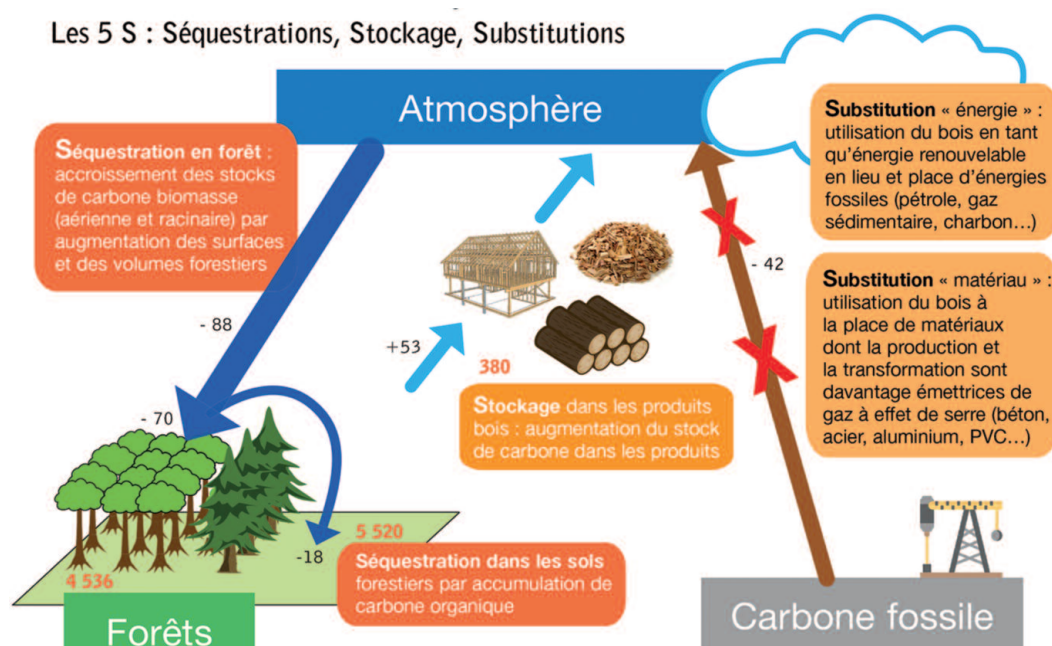 Les 5 S : Séquestrations, Stockage, Substitutions
Atmosphère
Séquestration en forêt :
accroissement des stocks
de carbone biomasse
(aérienne et racinaire) par
augmentation des surfaces
et des volumes forestiers
Substitution « énergie » :
utilisation du bois en tant
qu'énergie renouvelable
en lieu et place d'énergies
fossiles (pétrole, gaz
sédimentaire, charbon...)
- 42
Substitution « matériau » :
utilisation du bois à
la place de matériaux
dont la production et
la transformation sont
davantage émettrices de
gaz à effet de serre (béton,
acier, aluminium, PVC...)
- 88
+53
380
Stockage dans les produits
bois : augmentation du stock
de carbone dans les produits
- 70
-18
5 520
4 536
Séquestration dans les sols
forestiers par accumulation de
carbone organique
Forêts
Carbone fossile